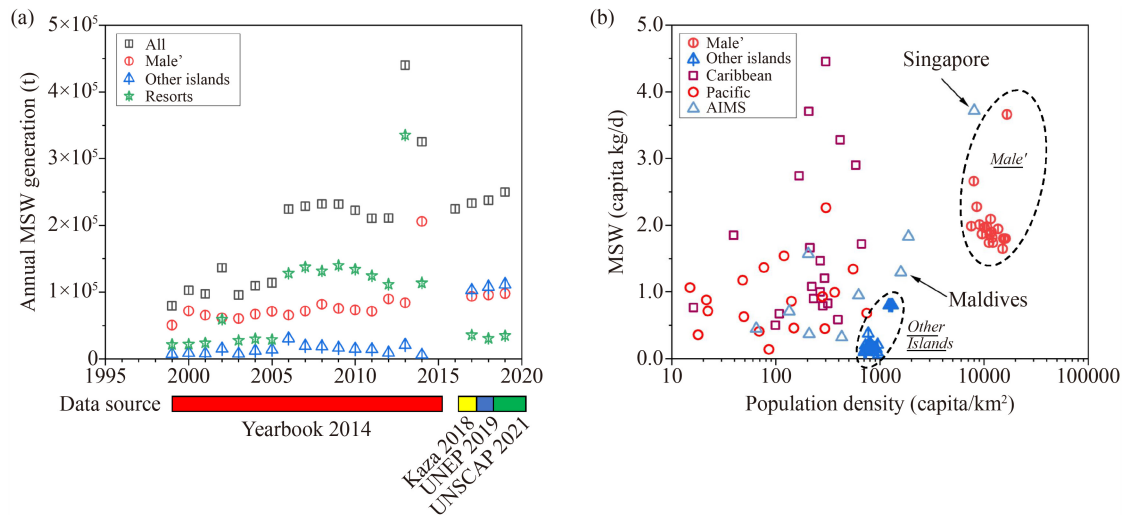 (a)
Annual MSW generation (t)
5×10⁵
4×10⁵
3×10⁵
2×10⁵
1×10⁵
0
All
Male’
Other islands
Resorts
1995
2000
2005
2010
2015
2020
Data source
Yearbook 2014
Kaza 2018
UNEP 2019
UNSCAP 2021
(b)
MSW (capita kg/d)
5.0
4.0
3.0
2.0
1.0
0.0
Male’
Other islands
Caribbean
Pacific
AIMS
Singapore
Male'
Maldives
Other
Islands
10
100
1000
10000
100000
Population density (capita/km²)